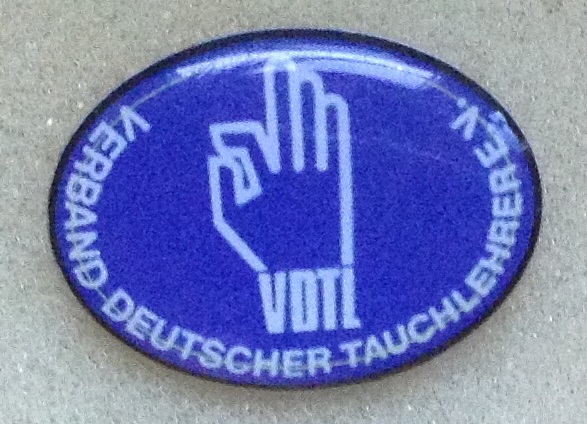 VDTL
VERBAND DEUTSCHER TAUCHLEHRER E.V.